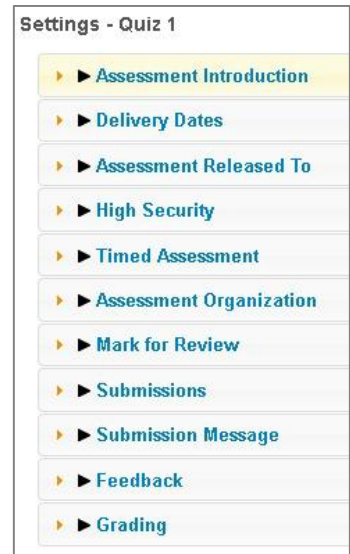 Settings - Quiz 1
Assessment Introduction
Delivery Dates
Assessment Released To
High Security
Timed Assessment
Assessment Organization
Mark for Review
Submissions
Submission Message
Feedback
Grading